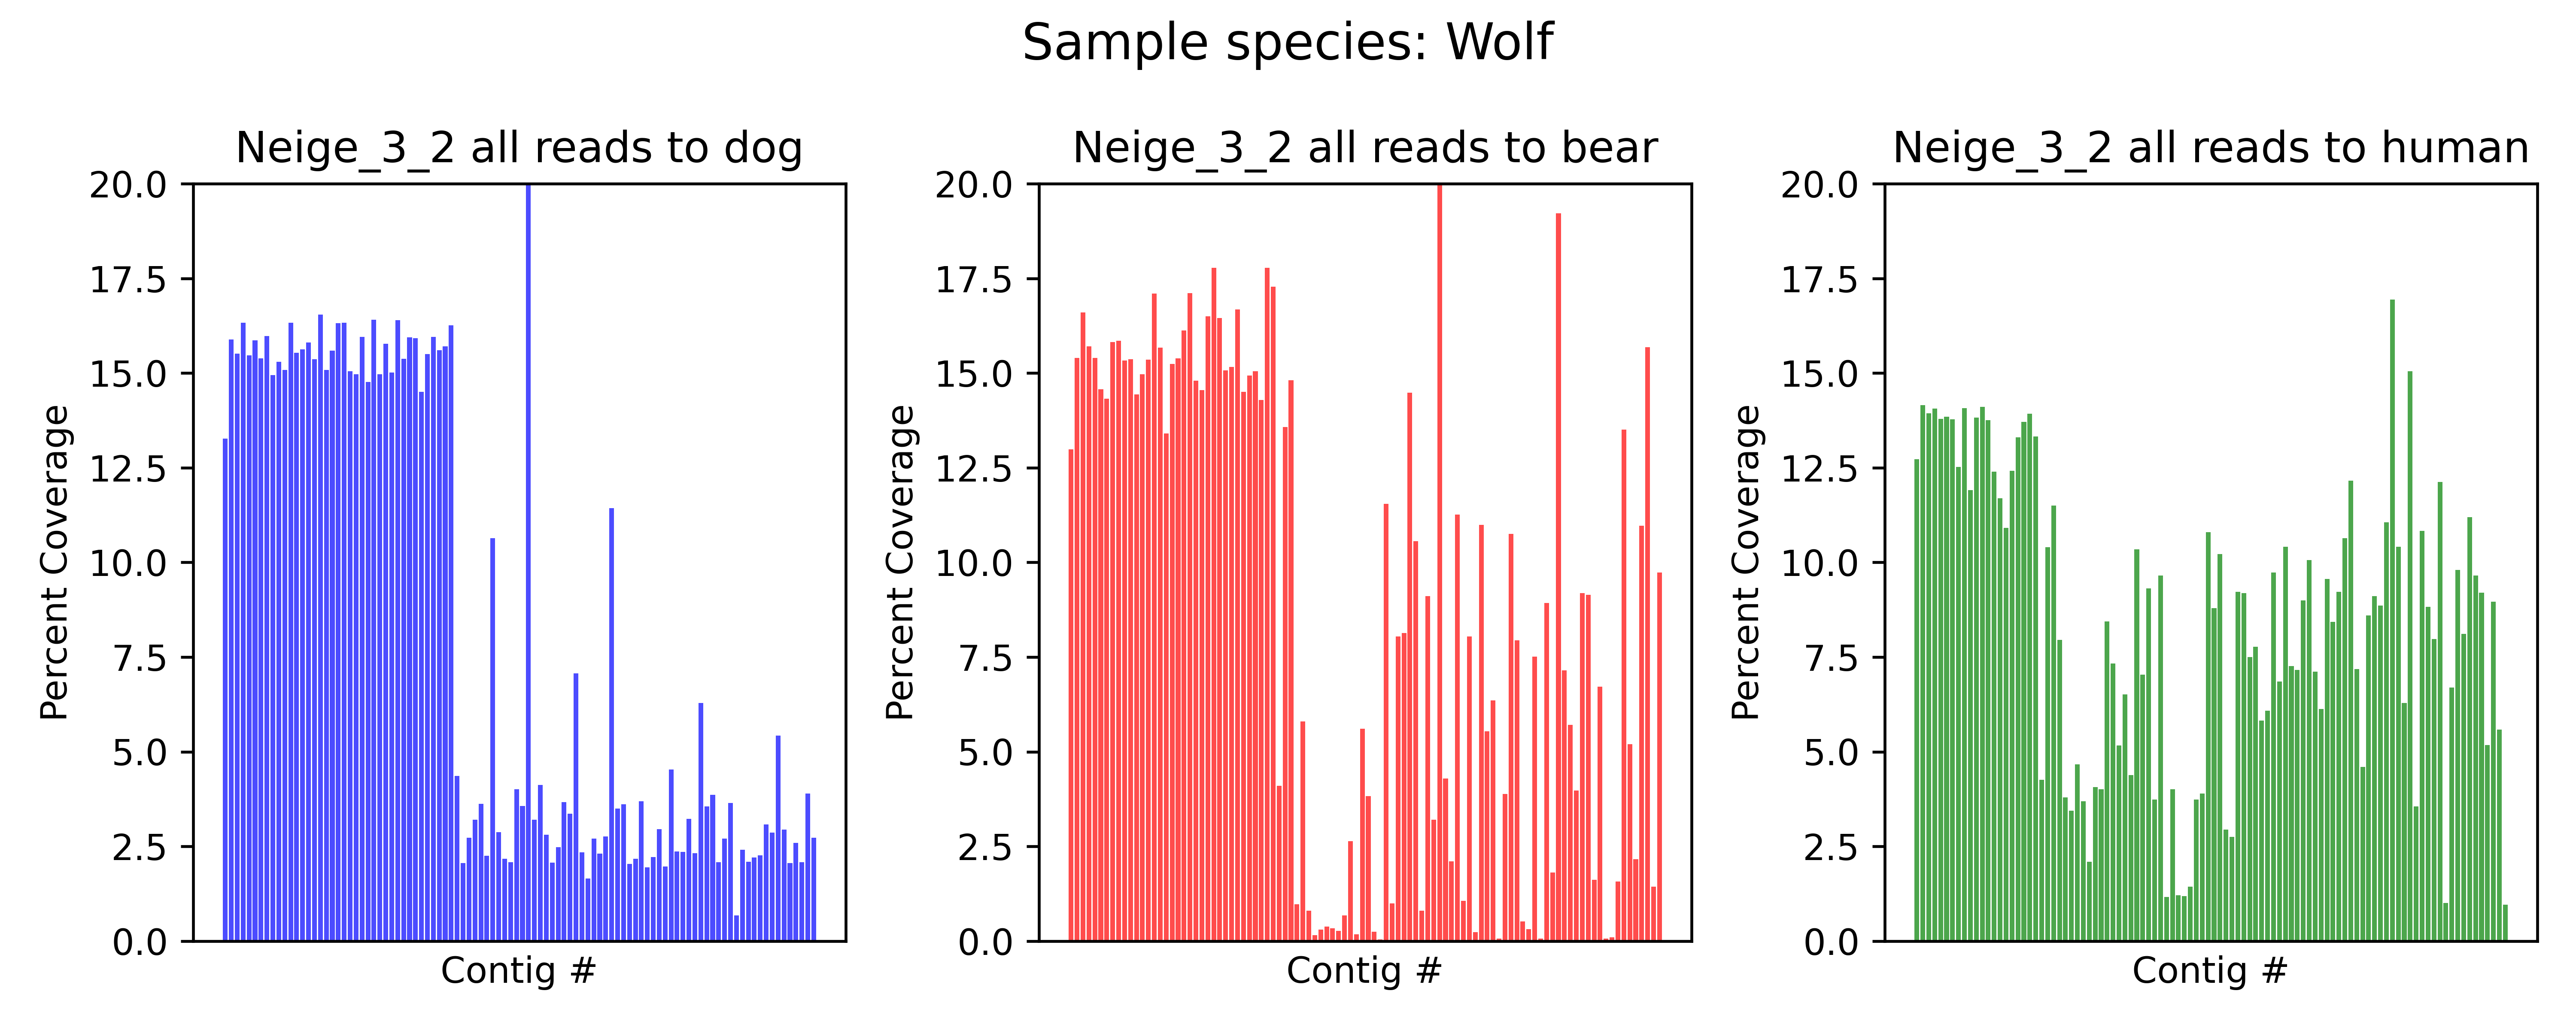 Sample species: Wolf
Neige_3_2 all reads to dog
Percent Coverage
20.0
17.5
15.0
12.5
10.0
7.5
5.0
2.5
0.0
Contig #
Neige_3_2 all reads to bear
Percent Coverage
20.0
17.5
15.0
12.5
10.0
7.5
5.0
2.5
0.0
Contig #
Neige_3_2 all reads to human
Percent Coverage
20.0
17.5
15.0
12.5
10.0
7.5
5.0
2.5
0.0
Contig #